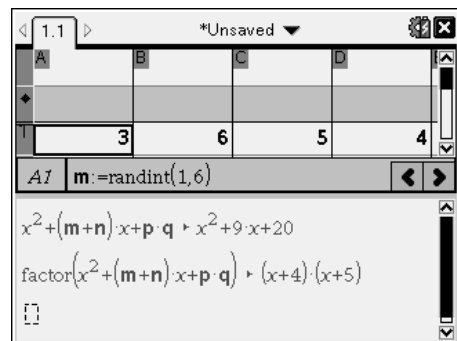 1.1 *Unsaved
A B C D
◆
1 3 6 5 4
A1 m:=randint(1,6)
x²+(m+n)·x+p·q ▸ x²+9·x+20
factor(x²+(m+n)·x+p·q) ▸ (x+4)·(x+5)